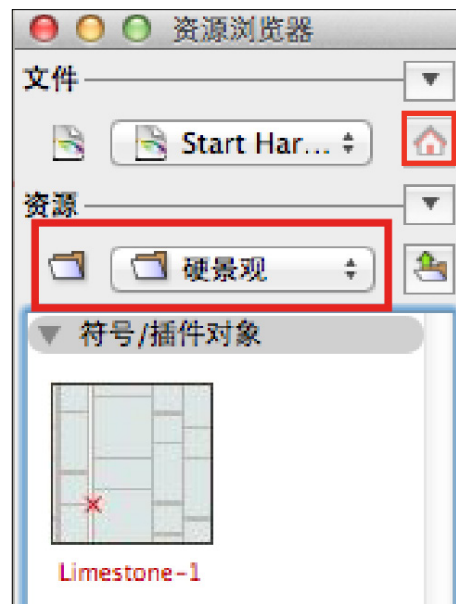 资源浏览器
文件
Start Har...
资源
硬景观
符号/插件对象
Limestone-1